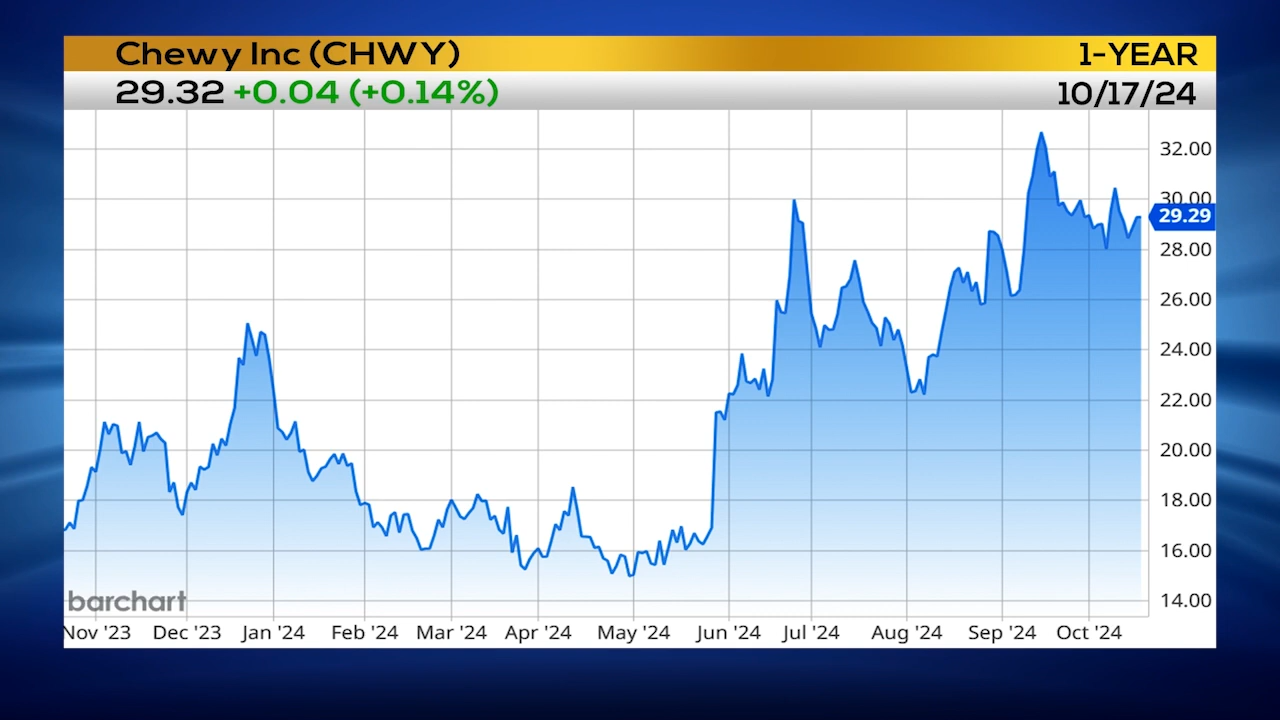 Chewy Inc (CHWY) 1-YEAR
29.32 +0.04 (+0.14%) 10/17/24
32.00
30.00
29.29
28.00
26.00
24.00
22.00
20.00
18.00
16.00
14.00
barchart
Nov '23 Dec '23 Jan '24 Feb '24 Mar '24 Apr '24 May '24 Jun '24 Jul '24 Aug '24 Sep '24 Oct '24